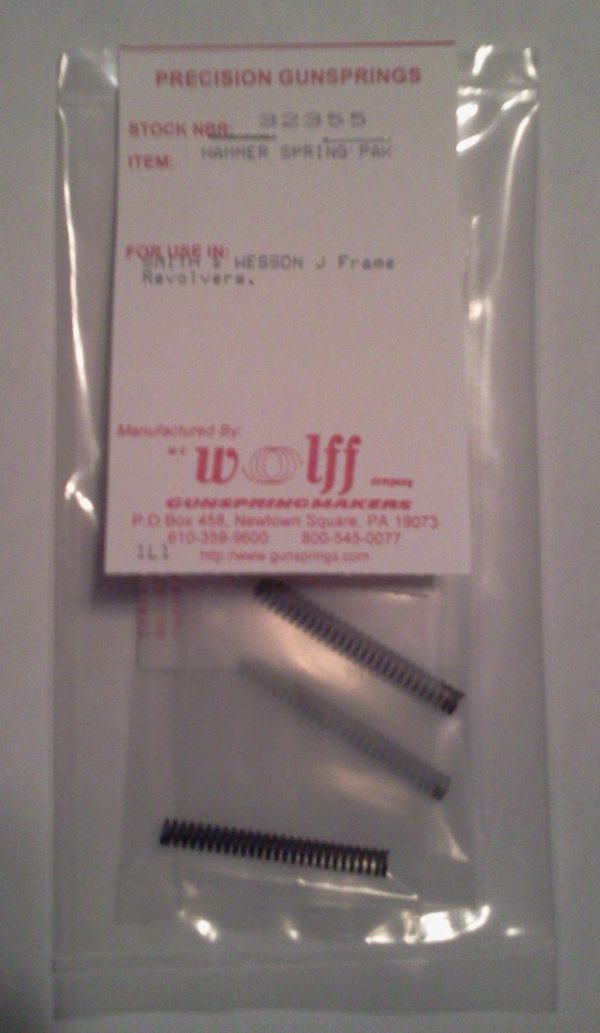 PRECISION GUNSPRINGS
STOCK NBR: 32355
ITEM: HAMMER SPRING PAK
FOR USE IN:
SMITH & WESSON J Frame
Revolvers.
Manufactured By:
W C wolff company
GUNSPRINGMAKERS
P.O. Box 458, Newtown Square, PA 19073
610-359-9600 800-545-0077
1L1 http://www.gunsprings.com